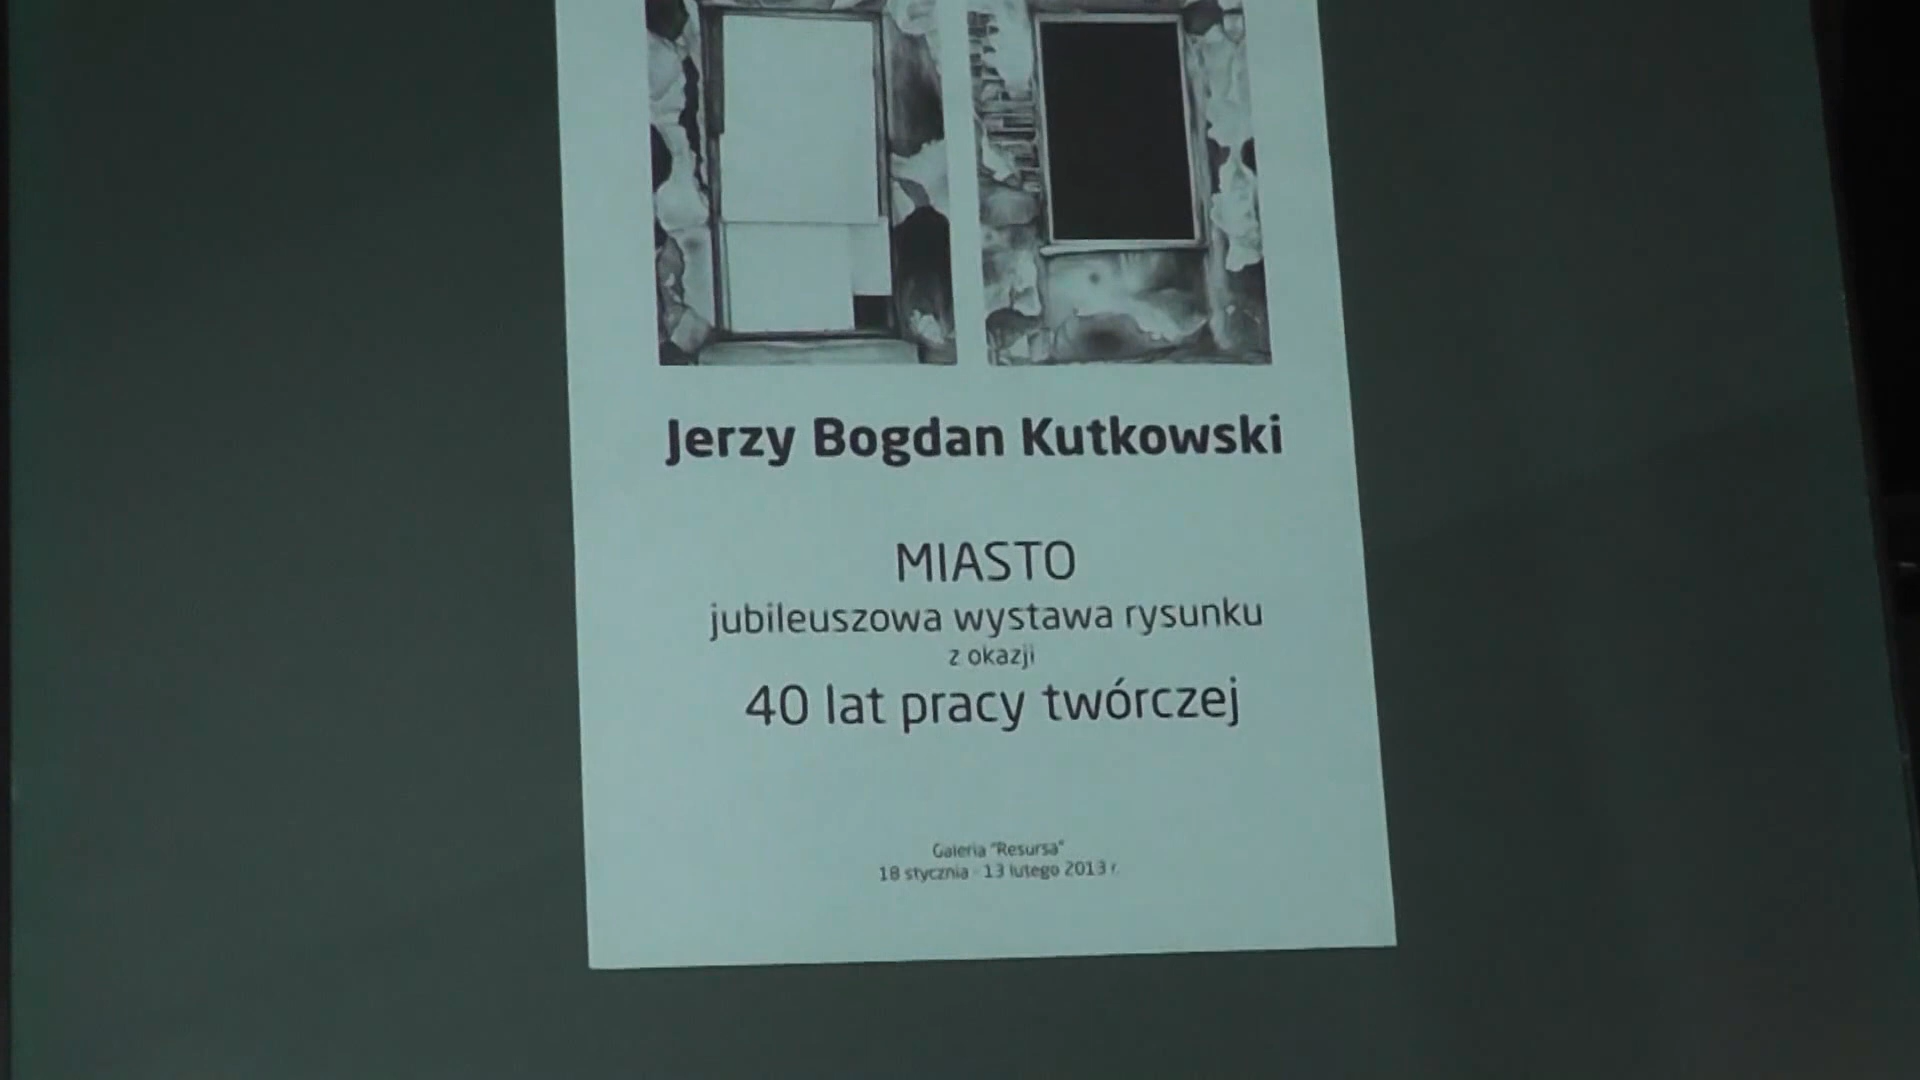 Jerzy Bogdan Kutkowski
MIASTO
jubileuszowa wystawa rysunku
z okazji
40 lat pracy twórczej
Galeria "Resursa"
18 stycznia - 13 lutego 2013 r.